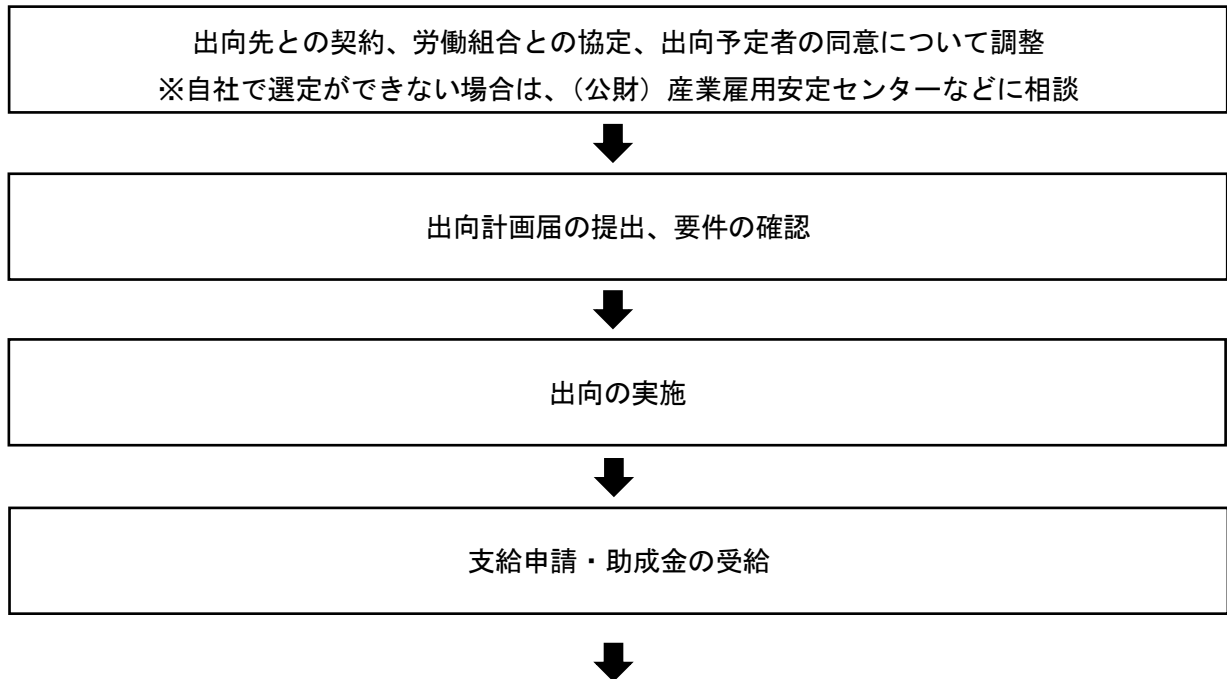 出向先との契約、労働組合との協定、出向予定者の同意について調整
※自社で選定ができない場合は、（公財）産業雇用安定センターなどに相談
出向計画届の提出、要件の確認
出向の実施
支給申請・助成金の受給